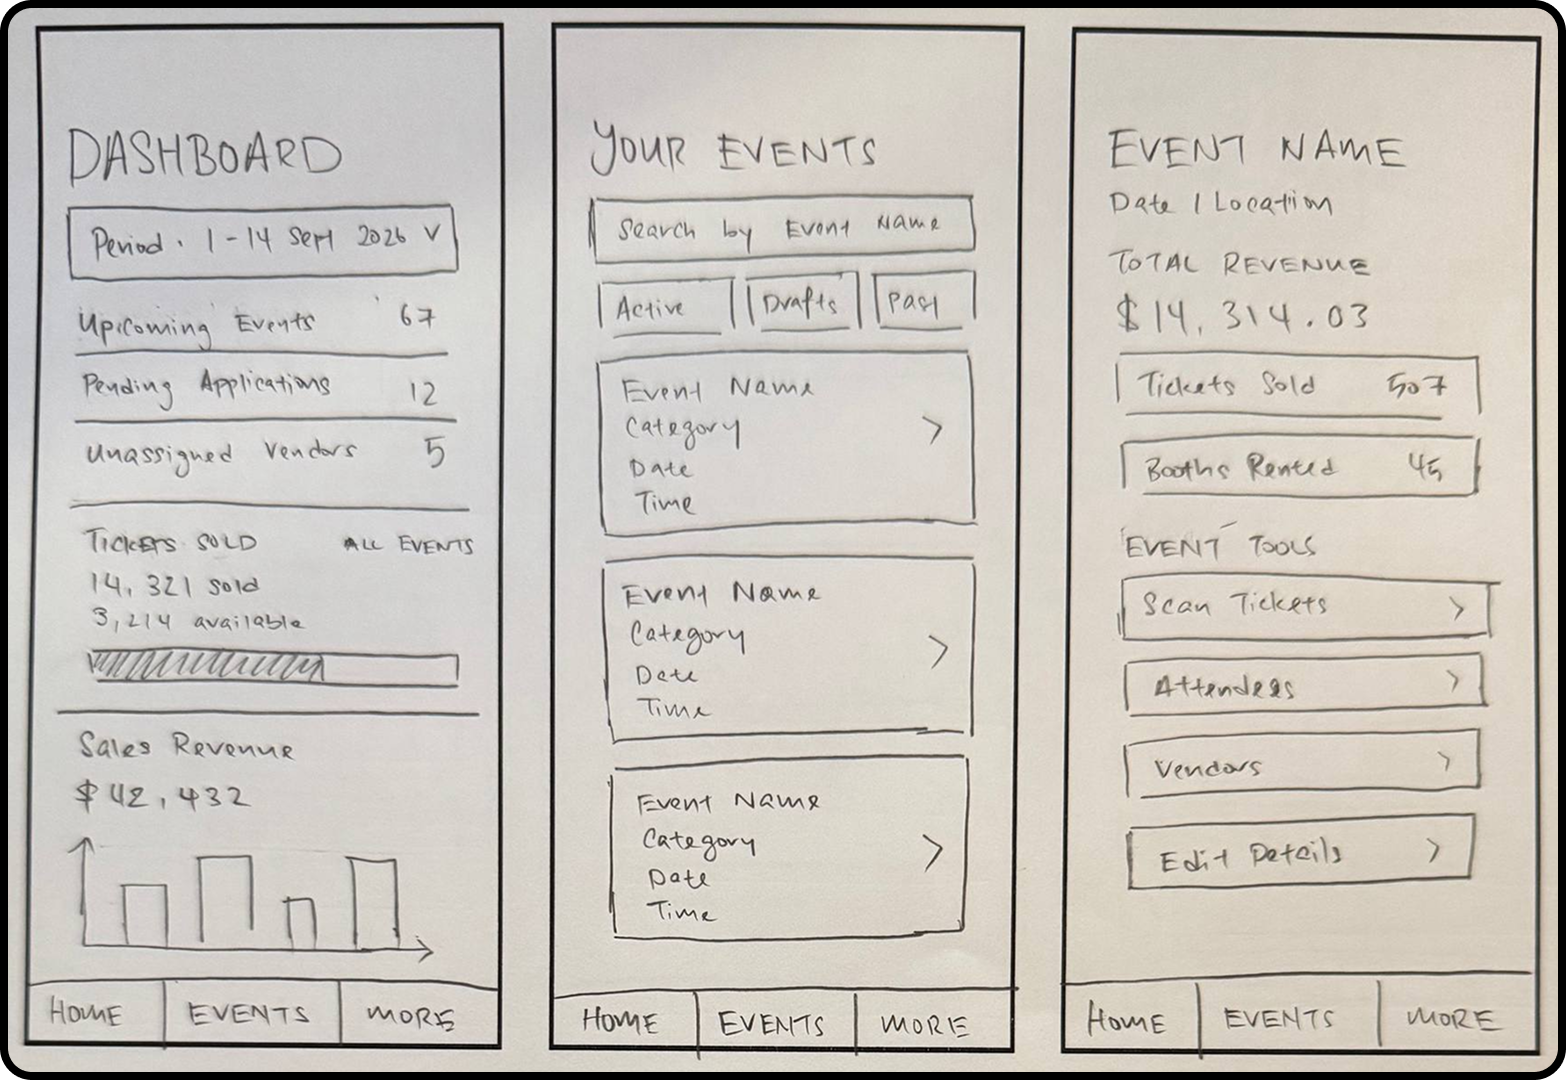 DASHBOARD
Period. 1-14 Sept 2026 V
Upcoming Events 67
Pending Applications 12
Unassigned Vendors 5
TICKETS SOLD ALL EVENTS
14, 321 sold
3,214 available
Sales Revenue
$42,432
HOME EVENTS MORE
YOUR EVENTS
Search by Event Name
Active Drafts Past
Event Name
Category >
Date
Time
Event Name
Category >
Date
Time
Event Name
Category >
Date
Time
HOME EVENTS MORE
EVENT NAME
Date | Location
TOTAL REVENUE
$14, 314.03
Tickets Sold 507
Booths Rented 45
EVENT TOOLS
Scan Tickets >
Attendees >
Vendors >
Edit Details >
HOME EVENTS MORE